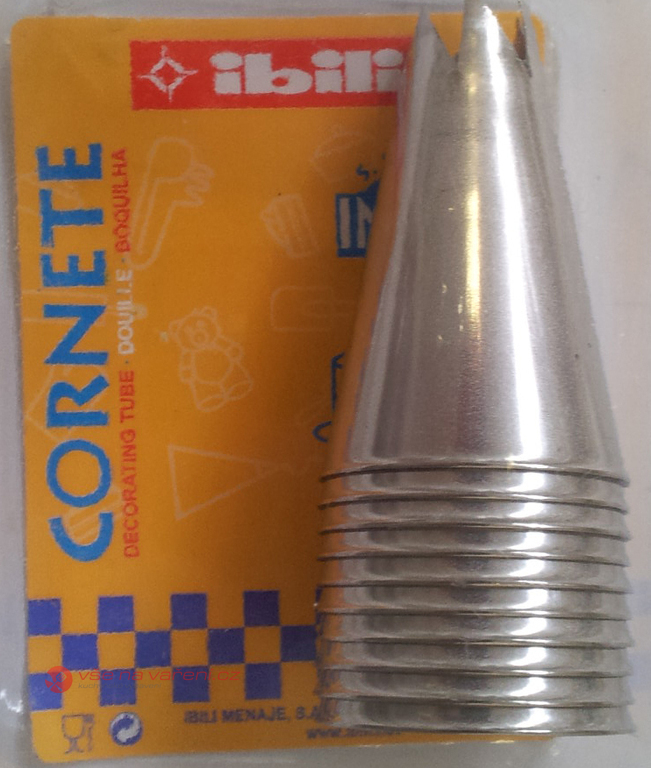 ibili
CORNETE
DECORATING TUBE · DOUILLE · BOQUILHA
IBILI MENAJE, S.A.